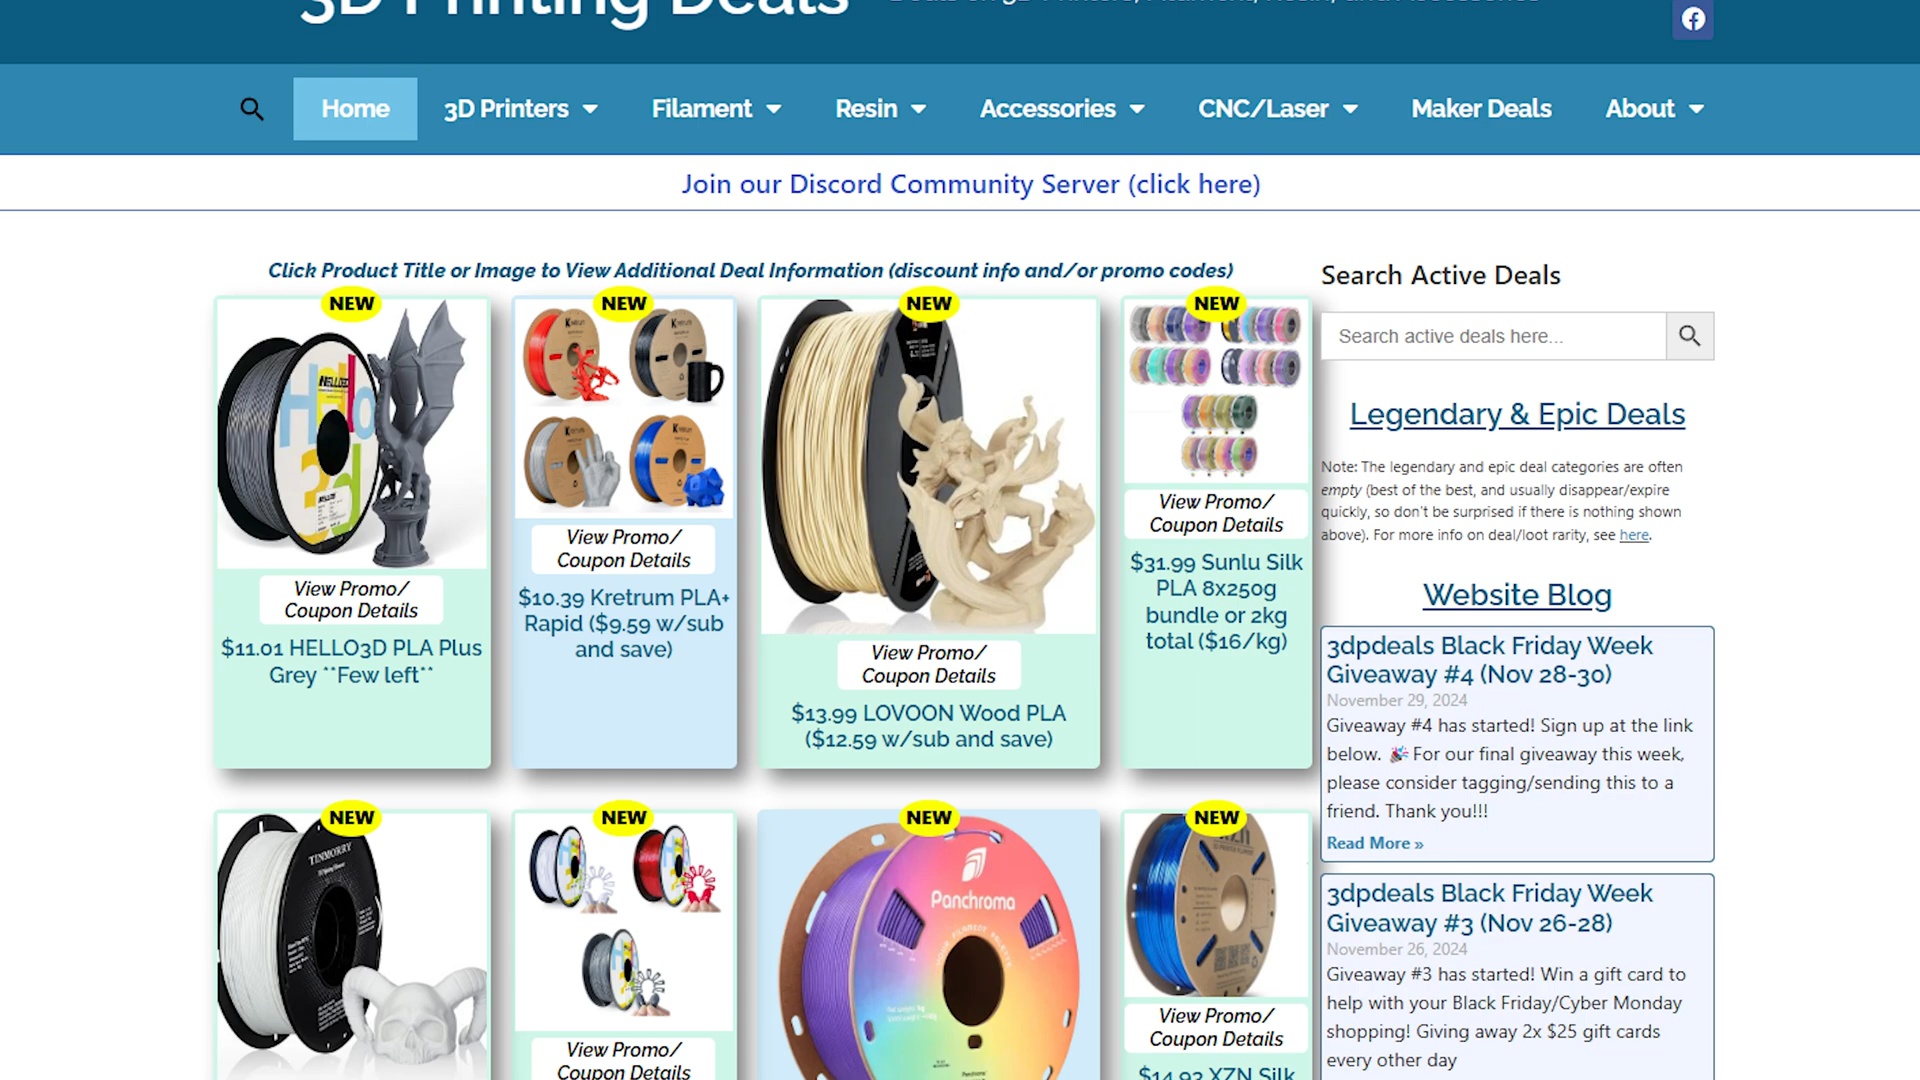 3D Printing Deals
Home
3D Printers
Filament
Resin
Accessories
CNC/Laser
Maker Deals
About
Join our Discord Community Server (click here)
Click Product Title or Image to View Additional Deal Information (discount info and/or promo codes)
NEW
View Promo/
Coupon Details
$11.01 HELLO3D PLA Plus
Grey **Few left**
NEW
View Promo/
Coupon Details
$10.39 Kretrum PLA+
Rapid ($9.59 w/sub
and save)
NEW
View Promo/
Coupon Details
$13.99 LOVOON Wood PLA
($12.59 w/sub and save)
NEW
View Promo/
Coupon Details
$31.99 Sunlu Silk
PLA 8x250g
bundle or 2kg
total ($16/kg)
NEW
TINMORRY
NEW
View Promo/
Coupon Details
NEW
Panchroma
NEW
View Promo/
Coupon Details
$14.93 XZN Silk
Search Active Deals
Search active deals here...
Legendary & Epic Deals
Note: The legendary and epic deal categories are often
empty (best of the best, and usually disappear/expire
quickly, so don't be surprised if there is nothing shown
above). For more info on deal/loot rarity, see here.
Website Blog
3dpdeals Black Friday Week
Giveaway #4 (Nov 28-30)
November 29, 2024
Giveaway #4 has started! Sign up at the link
below. 🎉 For our final giveaway this week,
please consider tagging/sending this to a
friend. Thank you!!!
Read More »
3dpdeals Black Friday Week
Giveaway #3 (Nov 26-28)
November 26, 2024
Giveaway #3 has started! Win a gift card to
help with your Black Friday/Cyber Monday
shopping! Giving away 2x $25 gift cards
every other day